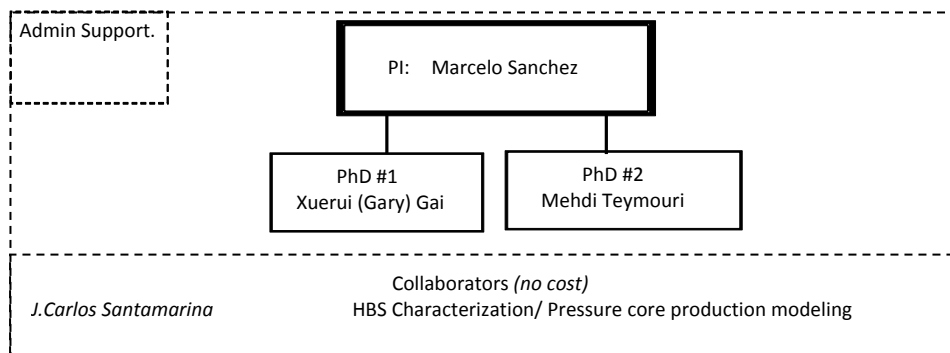 Admin Support.
PI: Marcelo Sanchez
PhD #1
Xuerui (Gary) Gai
PhD #2
Mehdi Teymouri
Collaborators (no cost)
J.Carlos Santamarina HBS Characterization/ Pressure core production modeling